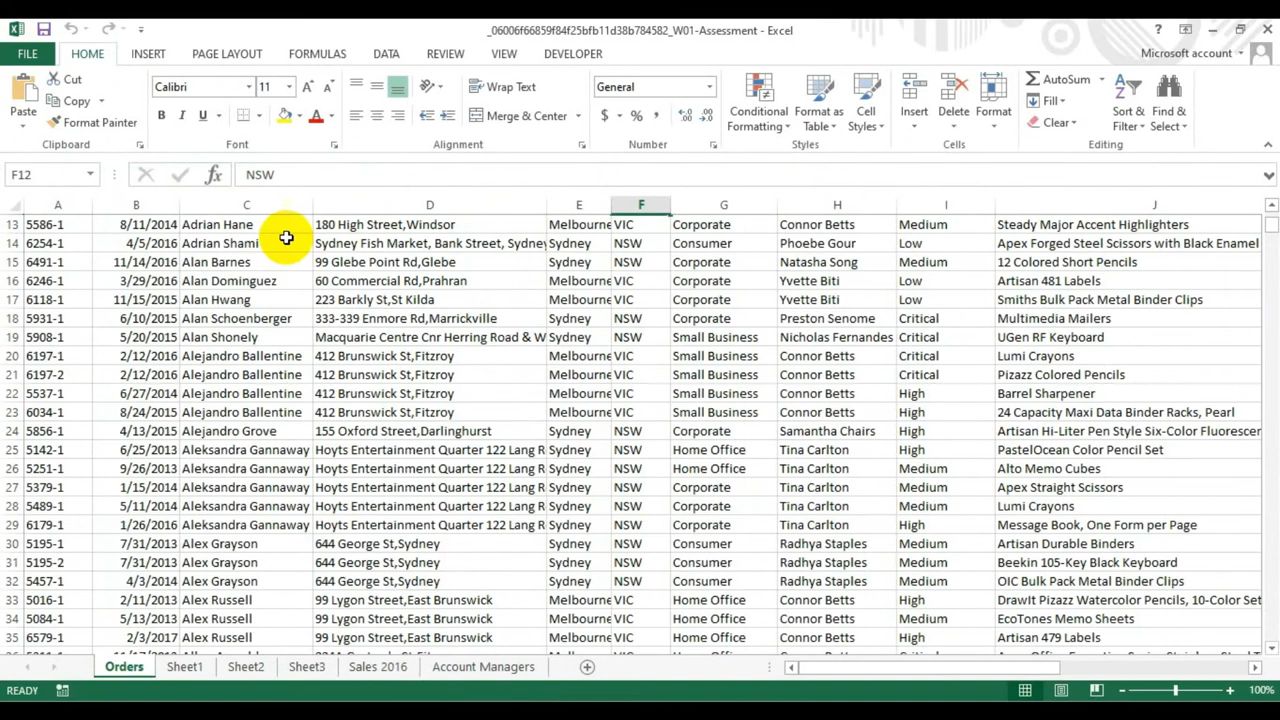 _06006f66859f84f25bfb11d38b784582_W01-Assessment - Excel
FILE HOME INSERT PAGE LAYOUT FORMULAS DATA REVIEW VIEW DEVELOPER Microsoft account
Paste Cut Copy Format Painter Clipboard
Calibri 11 B I U A Font
Wrap Text Merge & Center Alignment
General $ % , Number
Conditional Formatting Format as Table Cell Styles Styles
Insert Delete Format Cells
AutoSum Fill Clear Sort & Filter Find & Select Editing
F12 fx NSW
A B C D E F G H I J
13 5586-1 8/11/2014 Adrian Hane 180 High Street,Windsor Melbourne VIC Corporate Connor Betts Medium Steady Major Accent Highlighters
14 6254-1 4/5/2016 Adrian Shami Sydney Fish Market, Bank Street, Sydney Sydney NSW Consumer Phoebe Gour Low Apex Forged Steel Scissors with Black Enamel
15 6491-1 11/14/2016 Alan Barnes 99 Glebe Point Rd,Glebe Sydney NSW Corporate Natasha Song Medium 12 Colored Short Pencils
16 6246-1 3/29/2016 Alan Dominguez 60 Commercial Rd,Prahran Melbourne VIC Corporate Yvette Biti Low Artisan 481 Labels
17 6118-1 11/15/2015 Alan Hwang 223 Barkly St,St Kilda Melbourne VIC Corporate Yvette Biti Low Smiths Bulk Pack Metal Binder Clips
18 5931-1 6/10/2015 Alan Schoenberger 333-339 Enmore Rd,Marrickville Sydney NSW Corporate Preston Senome Critical Multimedia Mailers
19 5908-1 5/20/2015 Alan Shonely Macquarie Centre Cnr Herring Road & W Sydney NSW Small Business Nicholas Fernandes Critical UGen RF Keyboard
20 6197-1 2/12/2016 Alejandro Ballentine 412 Brunswick St,Fitzroy Melbourne VIC Small Business Connor Betts Critical Lumi Crayons
21 6197-2 2/12/2016 Alejandro Ballentine 412 Brunswick St,Fitzroy Melbourne VIC Small Business Connor Betts Critical Pizazz Colored Pencils
22 5537-1 6/27/2014 Alejandro Ballentine 412 Brunswick St,Fitzroy Melbourne VIC Small Business Connor Betts High Barrel Sharpener
23 6034-1 8/24/2015 Alejandro Ballentine 412 Brunswick St,Fitzroy Melbourne VIC Small Business Connor Betts High 24 Capacity Maxi Data Binder Racks, Pearl
24 5856-1 4/13/2015 Alejandro Grove 155 Oxford Street,Darlinghurst Sydney NSW Small Business Samantha Chairs High Artisan Hi-Liter Pen Style Six-Color Fluorescen
25 5142-1 6/25/2013 Aleksandra Gannaway Hoyts Entertainment Quarter 122 Lang R Sydney NSW Home Office Tina Carlton High PastelOcean Color Pencil Set
26 5251-1 9/26/2013 Aleksandra Gannaway Hoyts Entertainment Quarter 122 Lang R Sydney NSW Home Office Tina Carlton Medium Alto Memo Cubes
27 5379-1 1/15/2014 Aleksandra Gannaway Hoyts Entertainment Quarter 122 Lang R Sydney NSW Corporate Tina Carlton Medium Apex Straight Scissors
28 5489-1 5/11/2014 Aleksandra Gannaway Hoyts Entertainment Quarter 122 Lang R Sydney NSW Corporate Tina Carlton Medium Lumi Crayons
29 6179-1 1/26/2016 Aleksandra Gannaway Hoyts Entertainment Quarter 122 Lang R Sydney NSW Corporate Tina Carlton High Message Book, One Form per Page
30 5195-1 7/31/2013 Alex Grayson 644 George St,Sydney Sydney NSW Consumer Radhya Staples Medium Artisan Durable Binders
31 5195-2 7/31/2013 Alex Grayson 644 George St,Sydney Sydney NSW Consumer Radhya Staples Medium Beekin 105-Key Black Keyboard
32 5457-1 4/3/2014 Alex Grayson 644 George St,Sydney Sydney NSW Consumer Radhya Staples Medium OIC Bulk Pack Metal Binder Clips
33 5016-1 2/11/2013 Alex Russell 99 Lygon Street,East Brunswick Melbourne VIC Home Office Connor Betts High DrawIt Pizazz Watercolor Pencils, 10-Color Set
34 5084-1 5/13/2013 Alex Russell 99 Lygon Street,East Brunswick Melbourne VIC Home Office Connor Betts Medium EcoTones Memo Sheets
35 6579-1 2/3/2017 Alex Russell 99 Lygon Street,East Brunswick Melbourne VIC Home Office Connor Betts High Artisan 479 Labels
Orders Sheet1 Sheet2 Sheet3 Sales 2016 Account Managers
READY 100%